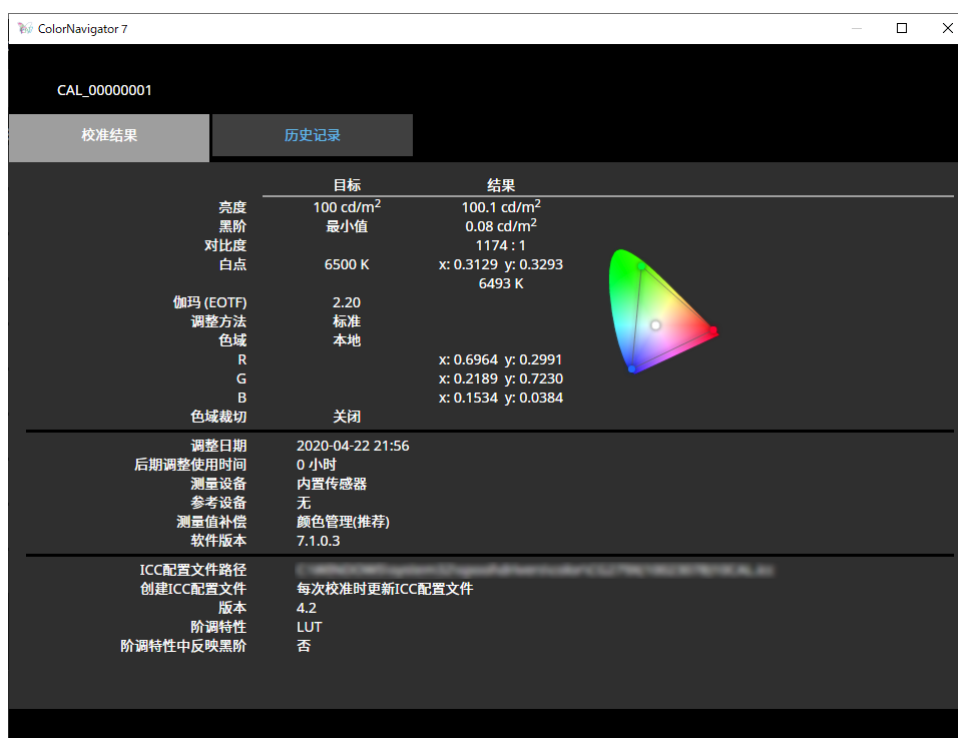 ColorNavigator 7
CAL_00000001
校准结果 历史记录
目标 结果
亮度 100 cd/m² 100.1 cd/m²
黑阶 最小值 0.08 cd/m²
对比度 1174 : 1
白点 6500 K x: 0.3129 y: 0.3293
6493 K
伽玛 (EOTF) 2.20
调整方法 标准
色域 本地
R x: 0.6964 y: 0.2991
G x: 0.2189 y: 0.7230
B x: 0.1534 y: 0.0384
色域裁切 关闭
调整日期 2020-04-22 21:56
后期调整使用时间 0 小时
测量设备 内置传感器
参考设备 无
测量值补偿 颜色管理(推荐)
软件版本 7.1.0.3
ICC配置文件路径
创建ICC配置文件 每次校准时更新ICC配置文件
版本 4.2
阶调特性 LUT
阶调特性中反映黑阶 否